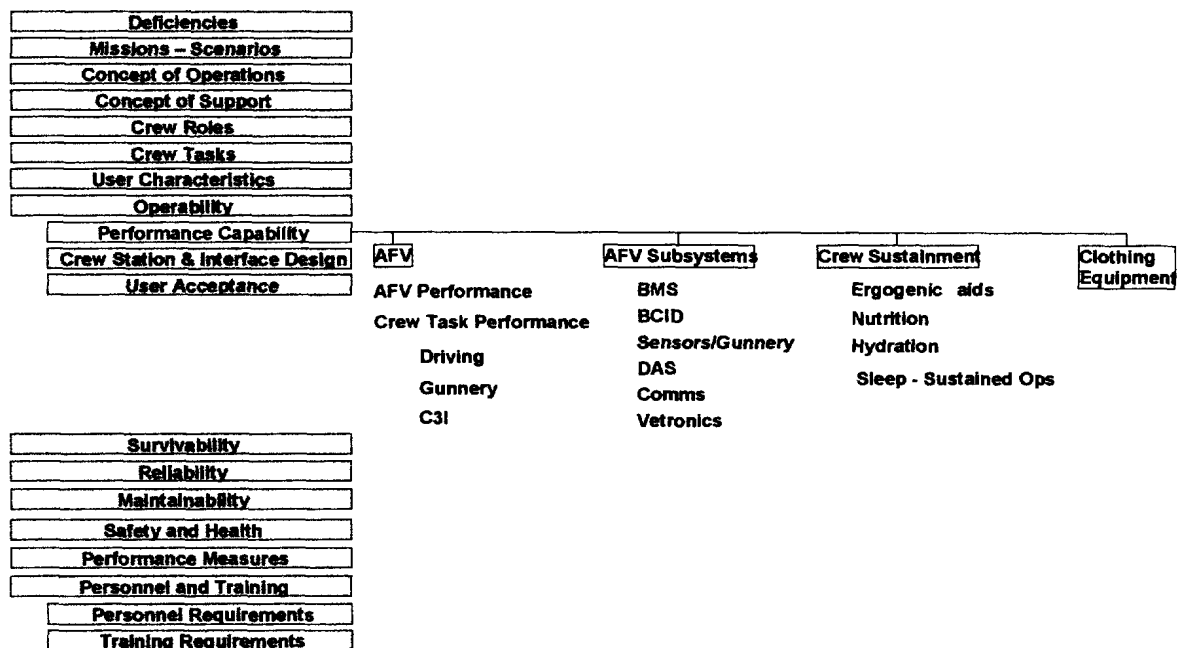 Deficiencies
Missions – Scenarios
Concept of Operations
Concept of Support
Crew Roles
Crew Tasks
User Characteristics
Operability
Performance Capability
Crew Station & Interface Design
User Acceptance
AFV
AFV Performance
Crew Task Performance
Driving
Gunnery
C3I
AFV Subsystems
BMS
BCID
Sensors/Gunnery
DAS
Comms
Vetronics
Crew Sustainment
Ergogenic aids
Nutrition
Hydration
Sleep - Sustained Ops
Clothing
Equipment
Survivability
Reliability
Maintainability
Safety and Health
Performance Measures
Personnel and Training
Personnel Requirements
Training Requirements